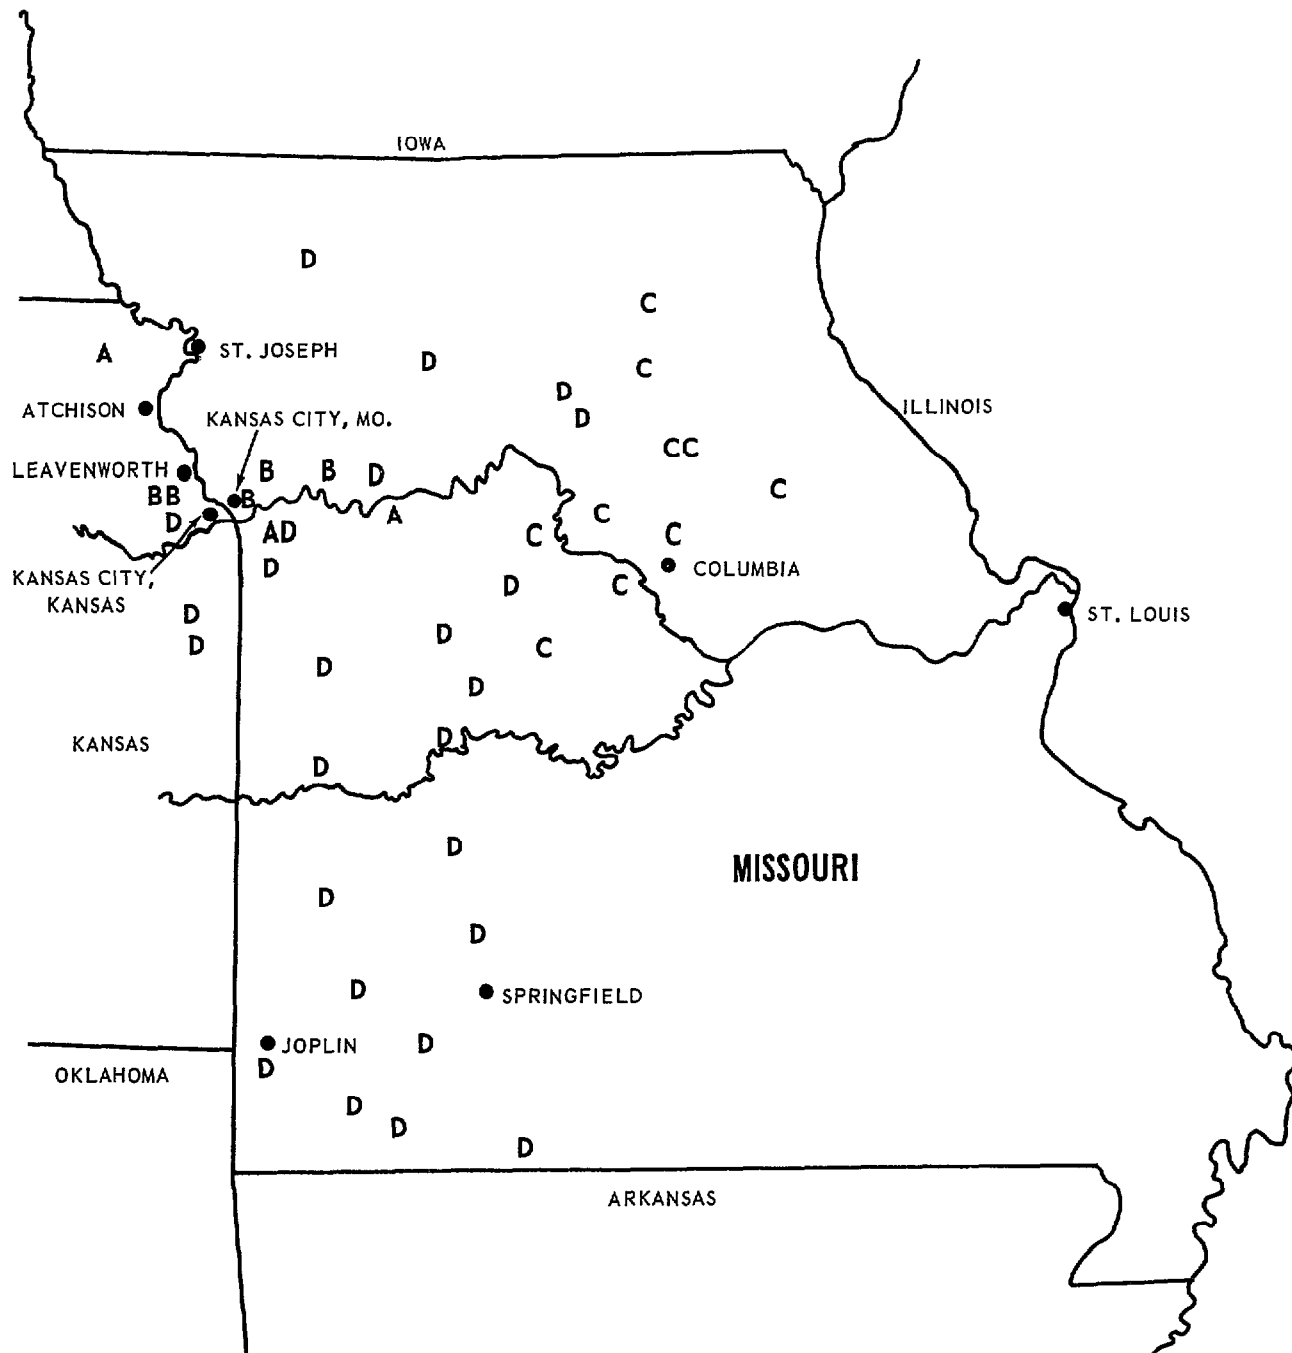 IOWA
D
C
A
ST. JOSEPH
D
C
D
ATCHISON
KANSAS CITY, MO.
D
ILLINOIS
CC
LEAVENWORTH
B
B
D
BB
B
C
D
A
C
AD
C
C
D
COLUMBIA
KANSAS CITY,
KANSAS
D
C
D
ST. LOUIS
D
D
D
C
D
KANSAS
D
D
D
MISSOURI
D
D
D
SPRINGFIELD
D
JOPLIN
D
OKLAHOMA
D
D
D
D
ARKANSAS